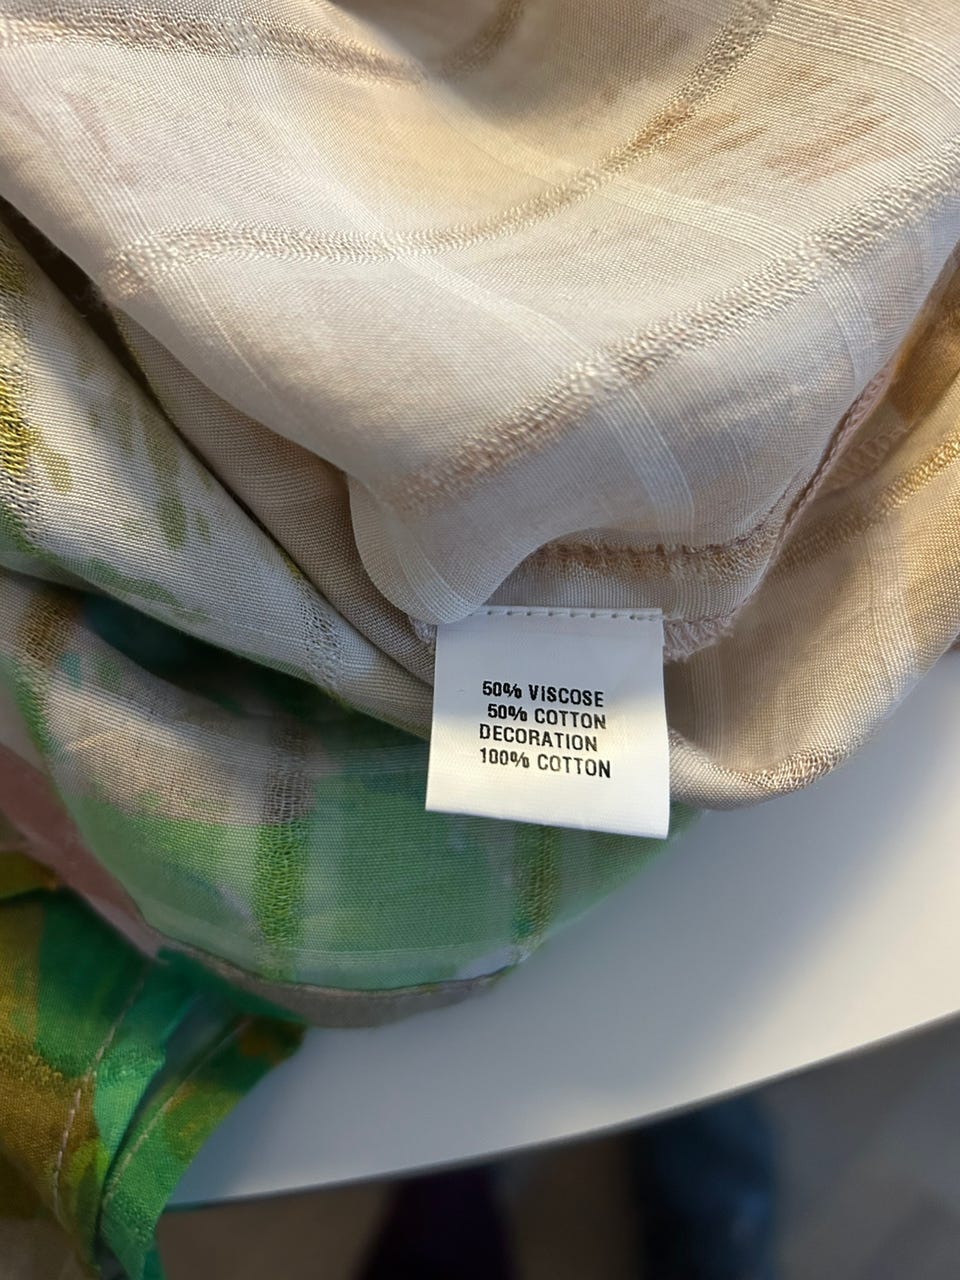 50% VISCOSE
50% COTTON
DECORATION
100% COTTON